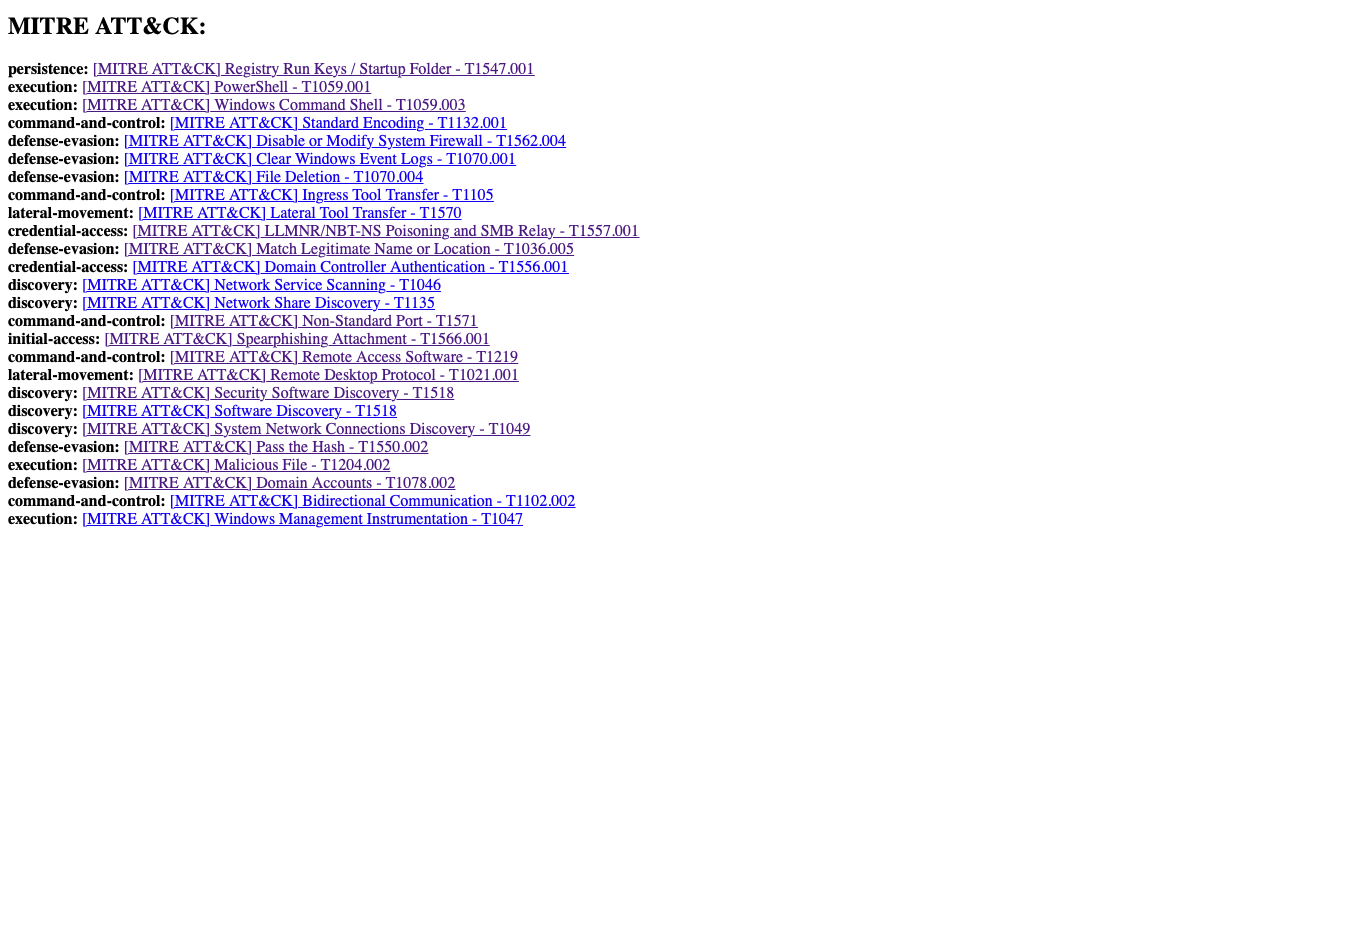 MITRE ATT&CK:
persistence: [MITRE ATT&CK] Registry Run Keys / Startup Folder - T1547.001
execution: [MITRE ATT&CK] PowerShell - T1059.001
execution: [MITRE ATT&CK] Windows Command Shell - T1059.003
command-and-control: [MITRE ATT&CK] Standard Encoding - T1132.001
defense-evasion: [MITRE ATT&CK] Disable or Modify System Firewall - T1562.004
defense-evasion: [MITRE ATT&CK] Clear Windows Event Logs - T1070.001
defense-evasion: [MITRE ATT&CK] File Deletion - T1070.004
command-and-control: [MITRE ATT&CK] Ingress Tool Transfer - T1105
lateral-movement: [MITRE ATT&CK] Lateral Tool Transfer - T1570
credential-access: [MITRE ATT&CK] LLMNR/NBT-NS Poisoning and SMB Relay - T1557.001
defense-evasion: [MITRE ATT&CK] Match Legitimate Name or Location - T1036.005
credential-access: [MITRE ATT&CK] Domain Controller Authentication - T1556.001
discovery: [MITRE ATT&CK] Network Service Scanning - T1046
discovery: [MITRE ATT&CK] Network Share Discovery - T1135
command-and-control: [MITRE ATT&CK] Non-Standard Port - T1571
initial-access: [MITRE ATT&CK] Spearphishing Attachment - T1566.001
command-and-control: [MITRE ATT&CK] Remote Access Software - T1219
lateral-movement: [MITRE ATT&CK] Remote Desktop Protocol - T1021.001
discovery: [MITRE ATT&CK] Security Software Discovery - T1518
discovery: [MITRE ATT&CK] Software Discovery - T1518
discovery: [MITRE ATT&CK] System Network Connections Discovery - T1049
defense-evasion: [MITRE ATT&CK] Pass the Hash - T1550.002
execution: [MITRE ATT&CK] Malicious File - T1204.002
defense-evasion: [MITRE ATT&CK] Domain Accounts - T1078.002
command-and-control: [MITRE ATT&CK] Bidirectional Communication - T1102.002
execution: [MITRE ATT&CK] Windows Management Instrumentation - T1047